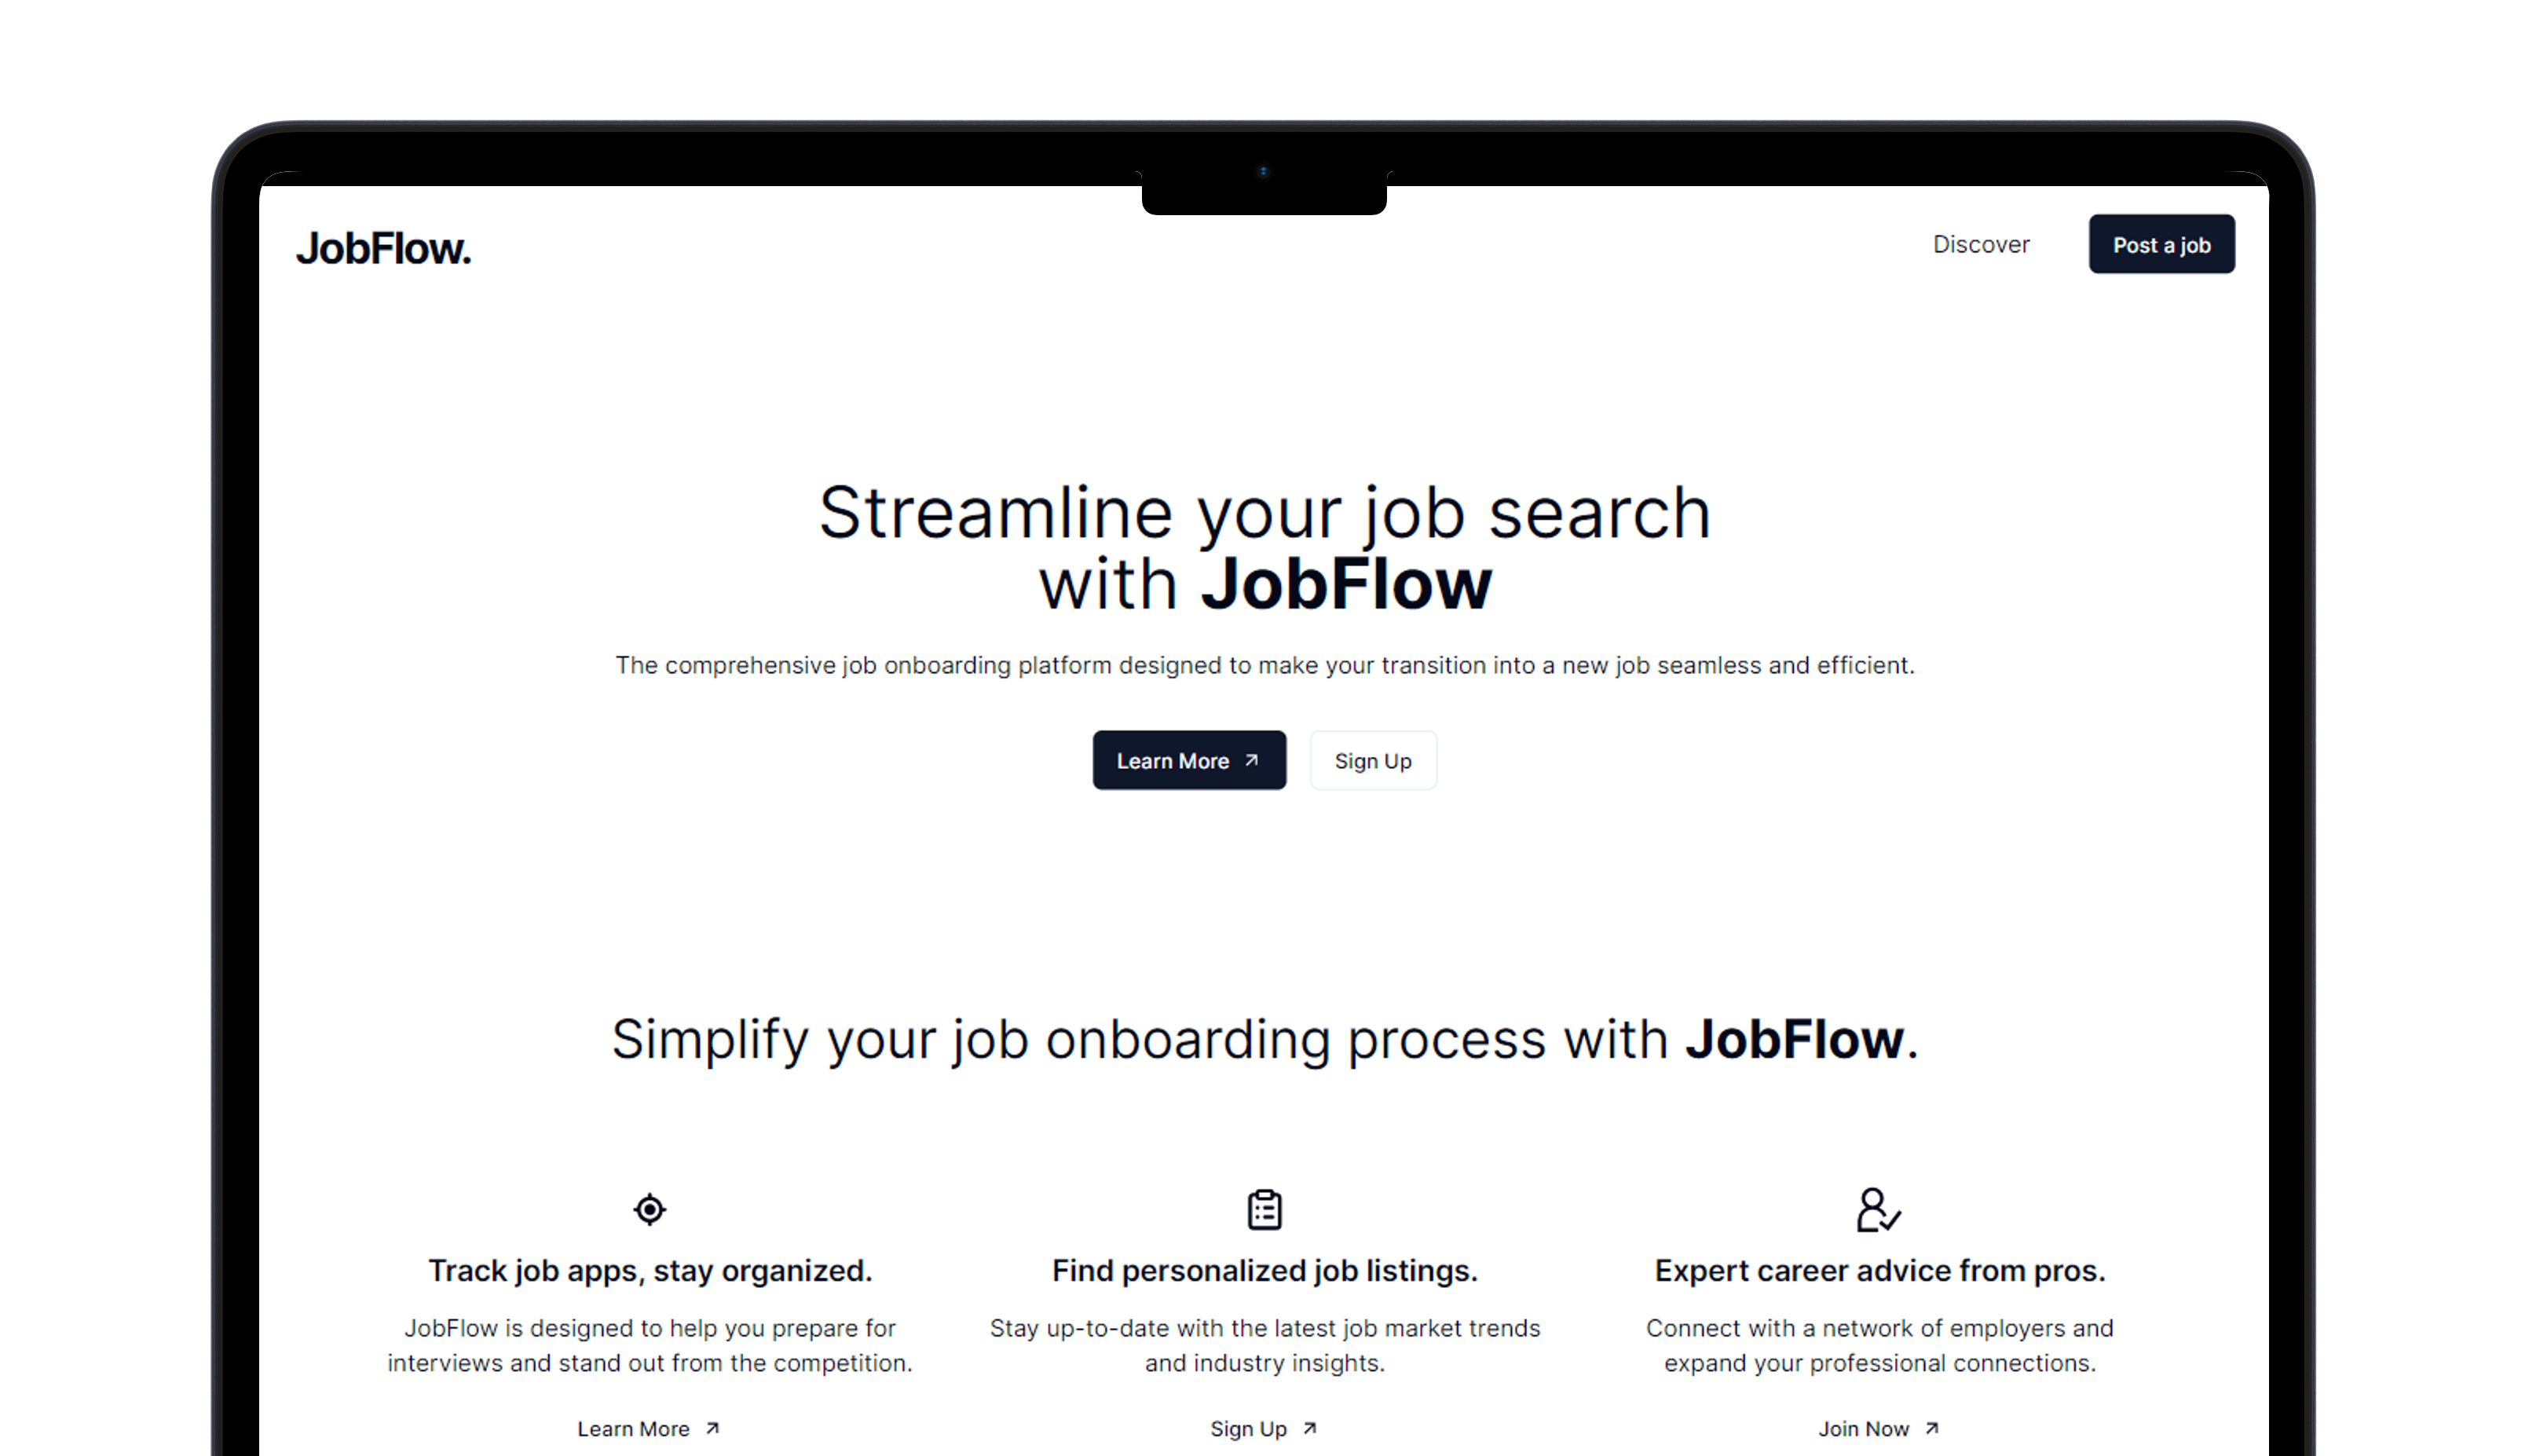 JobFlow.
Discover
Post a job
Streamline your job search
with JobFlow
The comprehensive job onboarding platform designed to make your transition into a new job seamless and efficient.
Learn More
Sign Up
Simplify your job onboarding process with JobFlow.
Track job apps, stay organized.
JobFlow is designed to help you prepare for
interviews and stand out from the competition.
Learn More
Find personalized job listings.
Stay up-to-date with the latest job market trends
and industry insights.
Sign Up
Expert career advice from pros.
Connect with a network of employers and
expand your professional connections.
Join Now